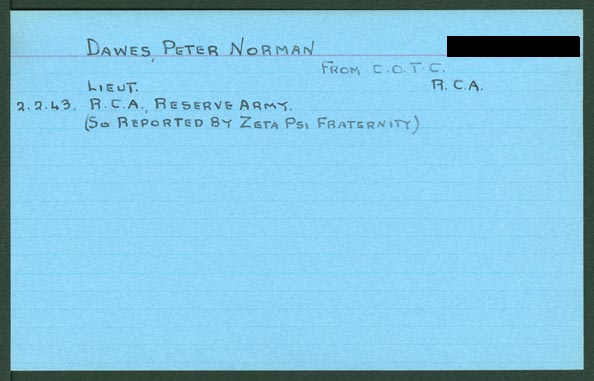 DAWES, PETER NORMAN
FROM C.O.T.C.
LIEUT. R.C.A.
2.2.43. R.C.A., RESERVE ARMY.
(SO REPORTED BY ZETA PSI FRATERNITY)